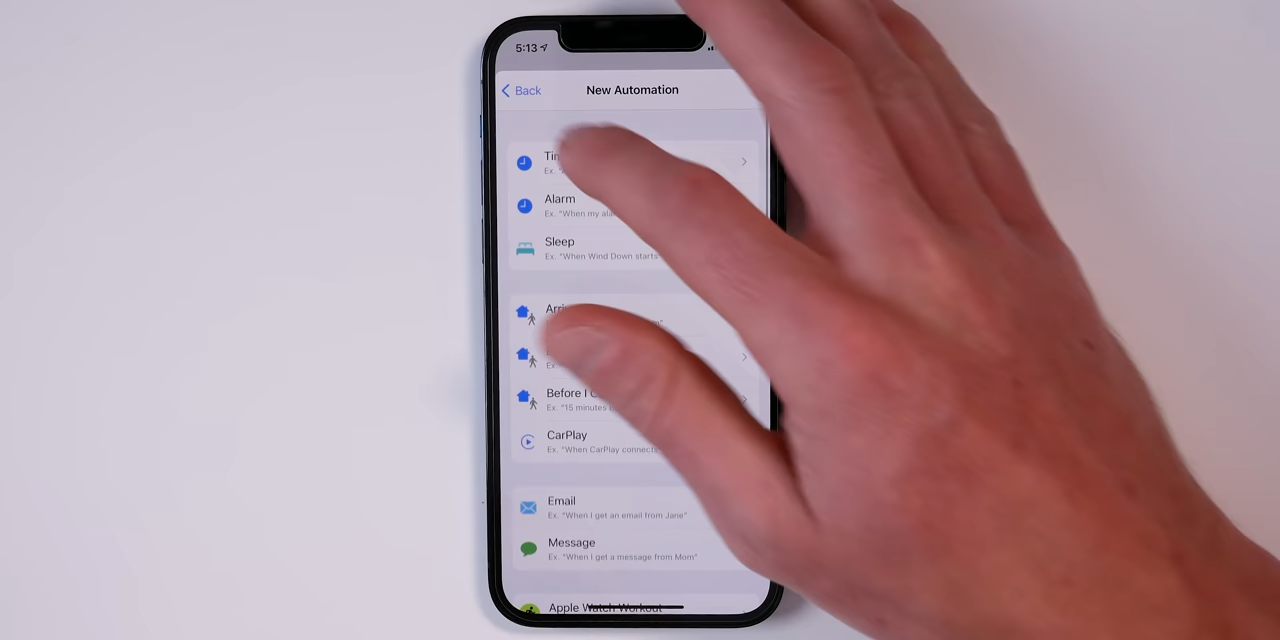 5:13
Back
New Automation
Ex.
Alarm
Ex. "When my
Sleep
Ex. "When Wind Down starts
Before I
Ex. "15 minutes
CarPlay
Ex. "When CarPlay connects
Email
Ex. "When I get an email from Jane"
Message
Ex. "When I get a message from Mom"
Apple Watch Workout